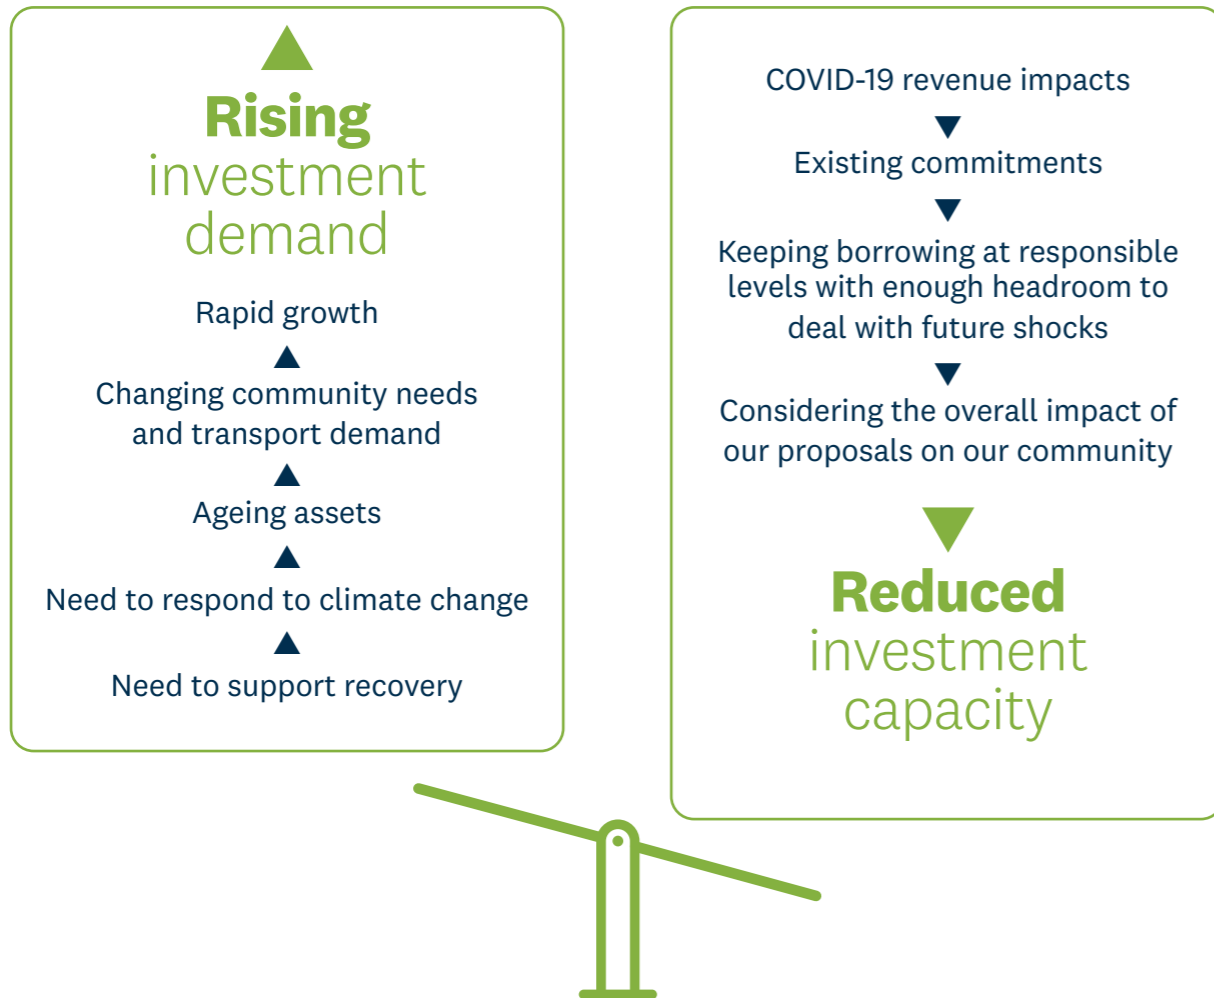 Rising
investment
demand
Rapid growth
Changing community needs
and transport demand
Ageing assets
Need to respond to climate change
Need to support recovery
COVID-19 revenue impacts
Existing commitments
Keeping borrowing at responsible
levels with enough headroom to
deal with future shocks
Considering the overall impact of
our proposals on our community
Reduced
investment
capacity